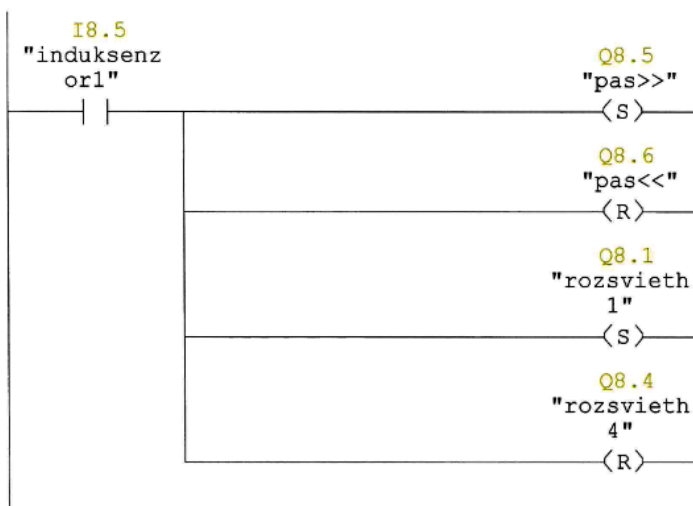 I8.5
"induksenz
or1"
Q8.5
"pas>>"
(S)
Q8.6
"pas<<"
(R)
Q8.1
"rozsvieth
1"
(S)
Q8.4
"rozsvieth
4"
(R)